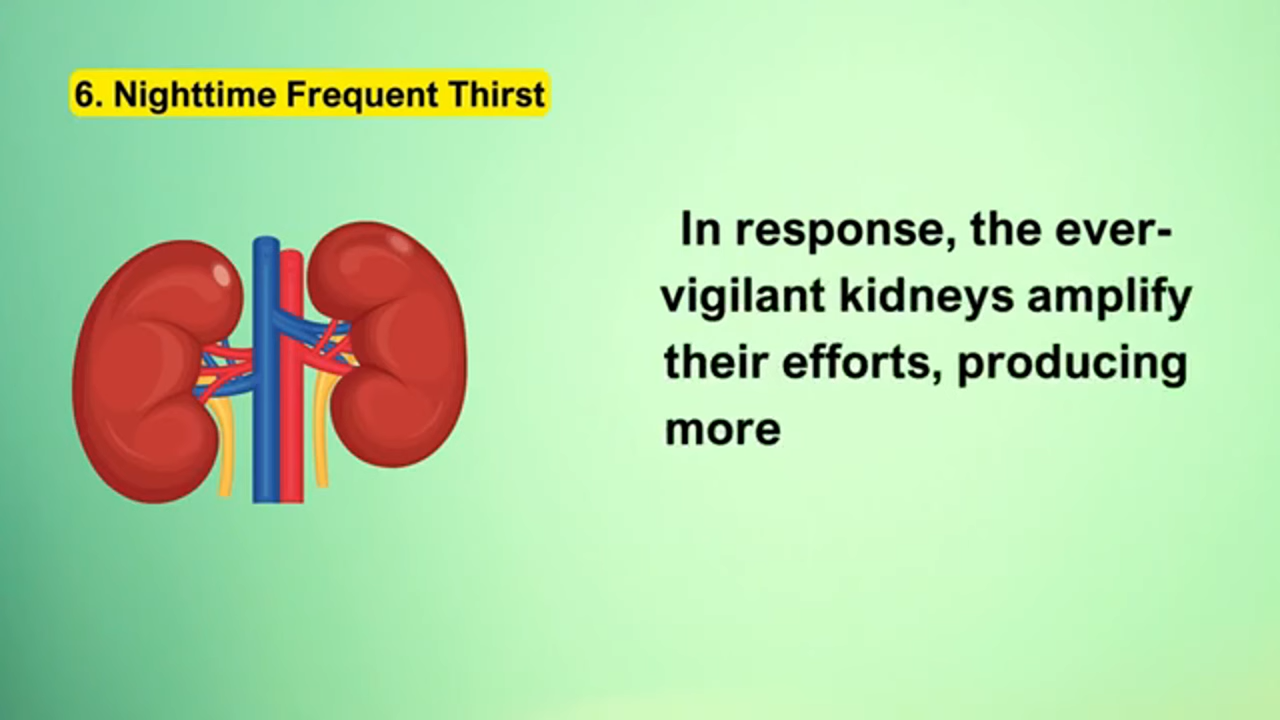 6. Nighttime Frequent Thirst
In response, the ever-
vigilant kidneys amplify
their efforts, producing
more